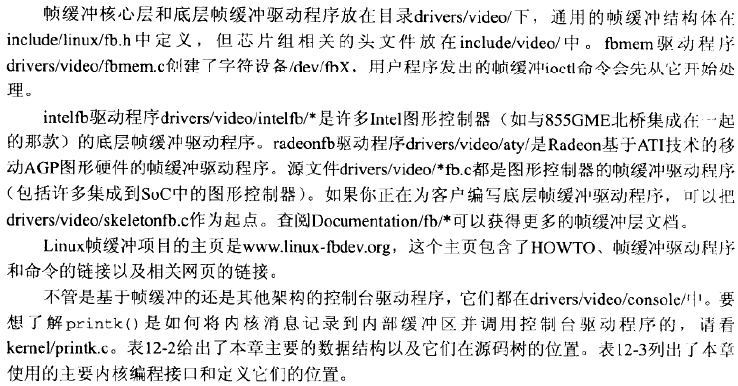 帧缓冲核心层和底层帧缓冲驱动程序放在目录drivers/video/下，通用的帧缓冲结构体在
include/linux/fb.h中定义，但芯片组相关的头文件放在include/video/中。fbmem驱动程序
drivers/video/fbmem.c创建了字符设备/dev/fbX，用户程序发出的帧缓冲ioctl命令会先从它开始处
理。
intelfb驱动程序drivers/video/intelfb/*是许多Intel图形控制器（如与855GME北桥集成在一起
的那款）的底层帧缓冲驱动程序。radeonfb驱动程序drivers/video/aty/是Radeon基于ATI技术的移
动AGP图形硬件的帧缓冲驱动程序。源文件drivers/video/*fb.c都是图形控制器的帧缓冲驱动程序
（包括许多集成到SoC中的图形控制器）。如果你正在为客户编写底层帧缓冲驱动程序，可以把
drivers/video/skeletonfb.c作为起点。查阅Documentation/fb/*可以获得更多的帧缓冲层文档。
Linux帧缓冲项目的主页是www.linux-fbdev.org，这个主页包含了HOWTO、帧缓冲驱动程序
和命令的链接以及相关网页的链接。
不管是基于帧缓冲的还是其他架构的控制台驱动程序，它们都在drivers/video/console/中。要
想了解printk()是如何将内核消息记录到内部缓冲区并调用控制台驱动程序的，请看
kernel/printk.c。表12-2给出了本章主要的数据结构以及它们在源码树的位置。表12-3列出了本章
使用的主要内核编程接口和定义它们的位置。